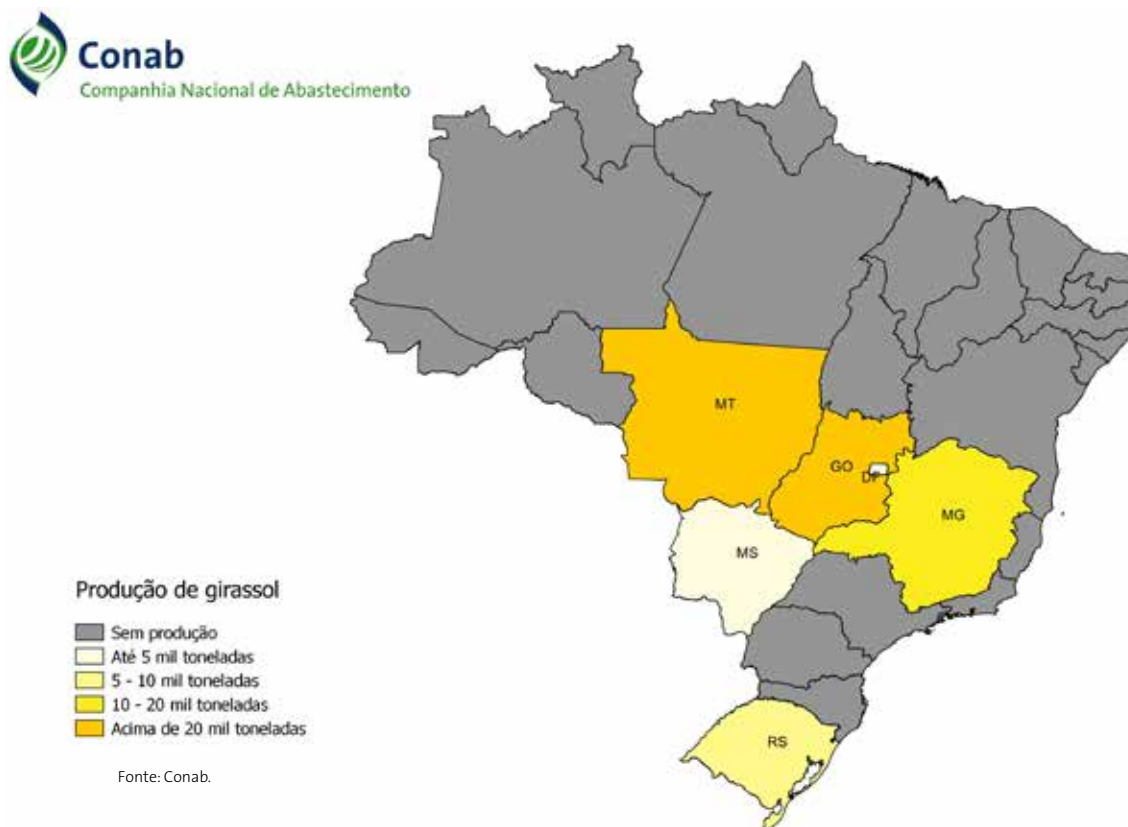 Conab
Companhia Nacional de Abastecimento
MT
GO
DF
MG
MS
RS
Produção de girassol
Sem produção
Até 5 mil toneladas
5 - 10 mil toneladas
10 - 20 mil toneladas
Acima de 20 mil toneladas
Fonte: Conab.